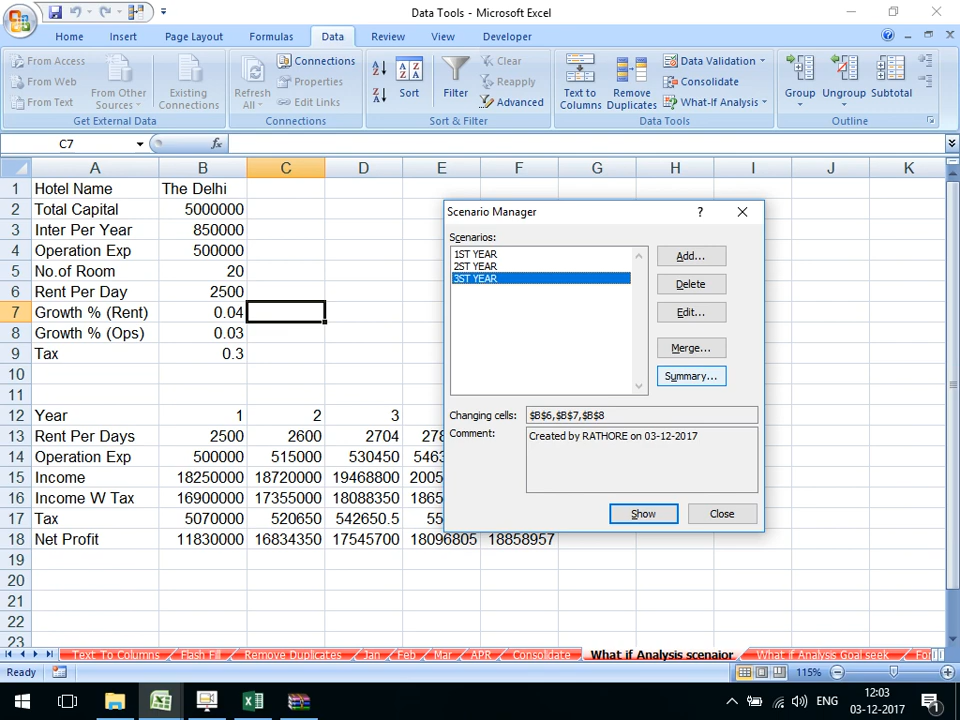 Data Tools - Microsoft Excel
Home Insert Page Layout Formulas Data Review View Developer
From Access
From Web
From Text
From Other Sources
Existing Connections
Get External Data
Refresh All
Connections
Properties
Edit Links
Connections
Sort
Filter
Clear
Reapply
Advanced
Sort & Filter
Text to Columns
Remove Duplicates
Data Validation
Consolidate
What-If Analysis
Data Tools
Group
Ungroup
Subtotal
Outline
C7 fx
A B C D E F G H I J K
1 Hotel Name The Delhi
2 Total Capital 5000000
3 Inter Per Year 850000
4 Operation Exp 500000
5 No.of Room 20
6 Rent Per Day 2500
7 Growth % (Rent) 0.04
8 Growth % (Ops) 0.03
9 Tax 0.3
10
11
12 Year 1 2 3
13 Rent Per Days 2500 2600 2704
14 Operation Exp 500000 515000 530450
15 Income 18250000 18720000 19468800
16 Income W Tax 16900000 17355000 18088350
17 Tax 5070000 520650 542650.5
18 Net Profit 11830000 16834350 17545700 18096805 18858957
19
20
21
22
23
Scenario Manager
?
Scenarios:
1ST YEAR
2ST YEAR
3ST YEAR
Add...
Delete
Edit...
Merge...
Summary...
Changing cells: $B$6,$B$7,$B$8
Comment: Created by RATHORE on 03-12-2017
Show Close
Text To Columns Flash Fill Remove Duplicates Jan Feb Mar APR Consolidate What if Analysis scenaior What if Analysis Goal seek
Ready 115%
ENG 12:03
03-12-2017
1